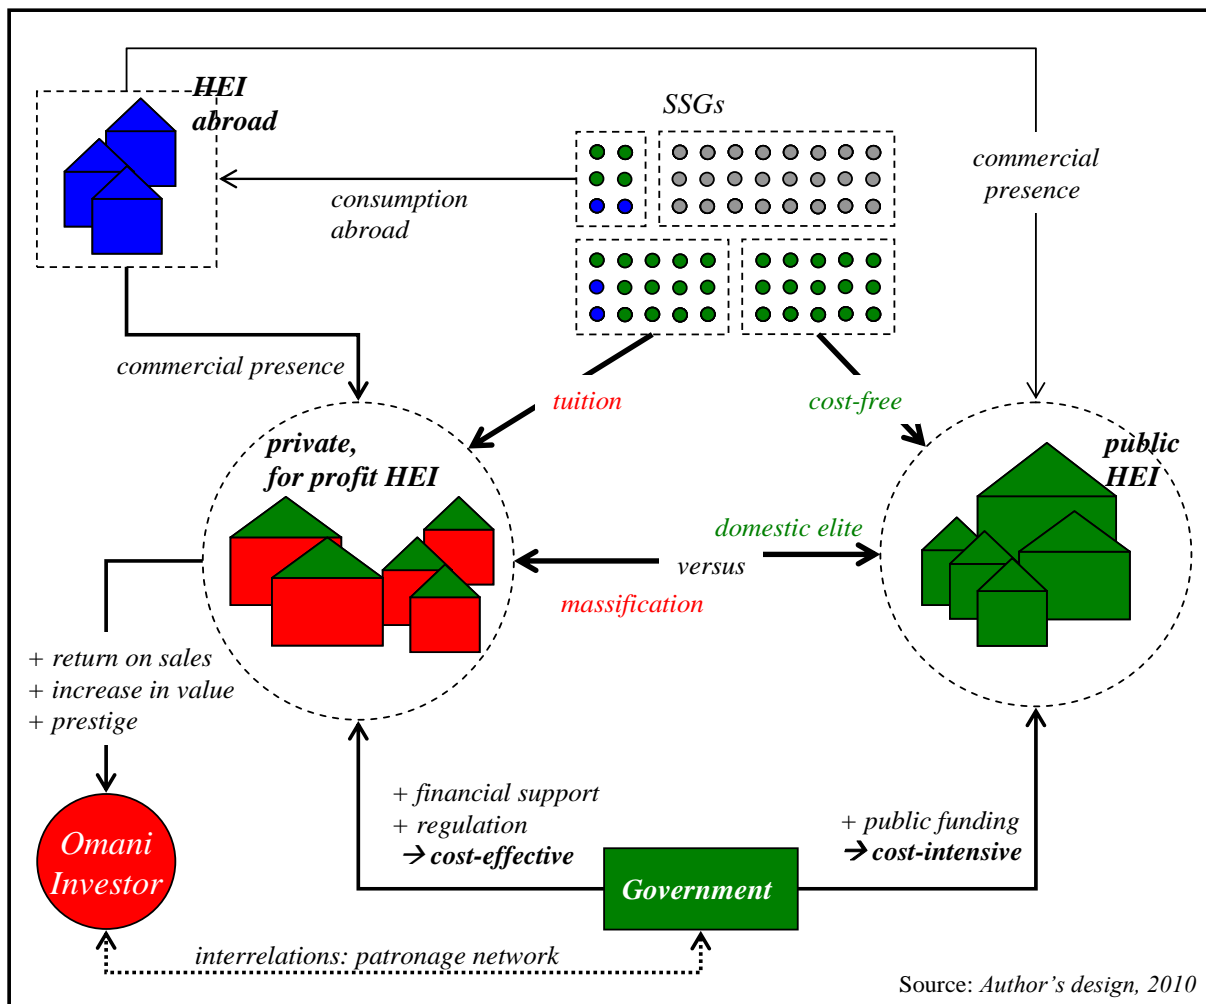 HEI
abroad
SSGs
commercial
presence
consumption
abroad
commercial presence
tuition
cost-free
private,
for profit HEI
public
HEI
domestic elite
versus
massification
+ return on sales
+ increase in value
+ prestige
+ financial support
+ regulation
→ cost-effective
+ public funding
→ cost-intensive
Omani
Investor
Government
interrelations: patronage network
Source: Author's design, 2010